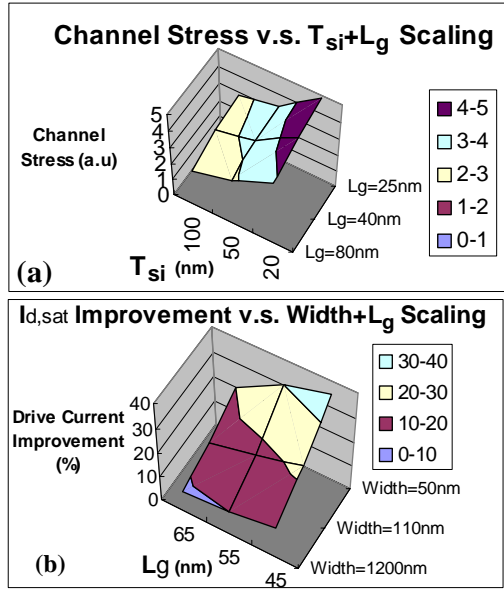 Channel Stress v.s. Tsi+Lg Scaling
Channel
Stress (a.u)
5
4
3
2
1
0
100
50
20
Tsi (nm)
Lg=25nm
Lg=40nm
Lg=80nm
4-5
3-4
2-3
1-2
0-1
(a)
Id,sat Improvement v.s. Width+Lg Scaling
Drive Current
Improvement
(%)
40
30
20
10
0
65
55
45
Lg (nm)
Width=50nm
Width=110nm
Width=1200nm
30-40
20-30
10-20
0-10
(b)